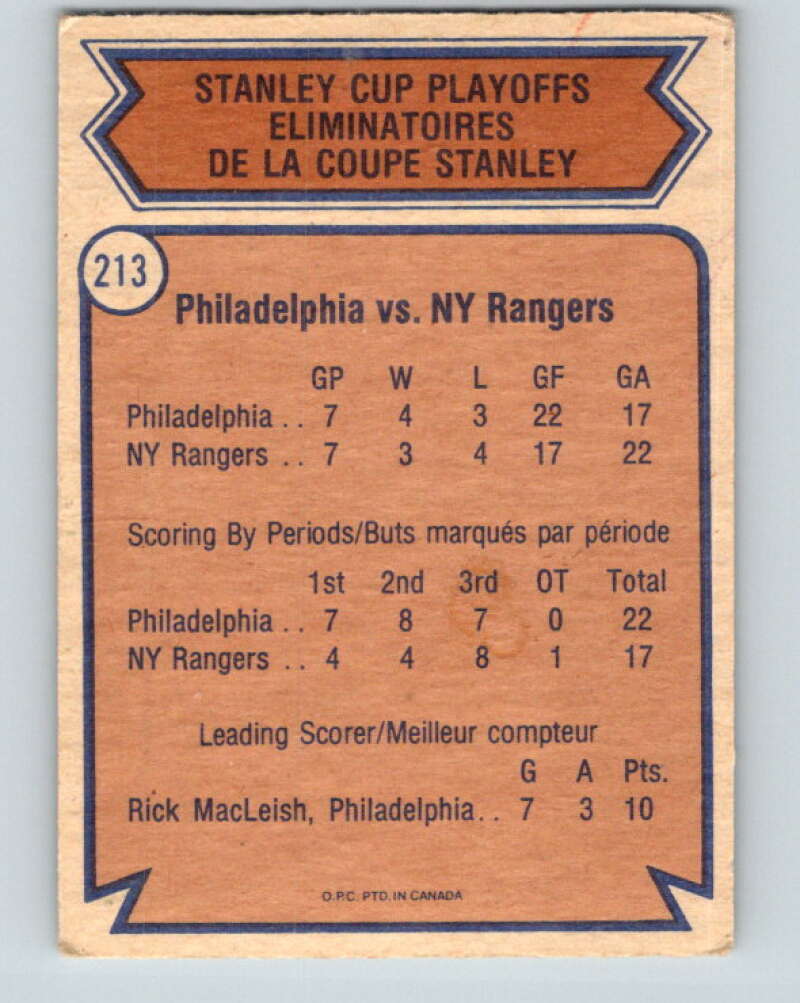 STANLEY CUP PLAYOFFS
ELIMINATOIRES
DE LA COUPE STANLEY
213
Philadelphia vs. NY Rangers
GP W L GF GA
Philadelphia .. 7 4 3 22 17
NY Rangers .. 7 3 4 17 22
Scoring By Periods/Buts marqués par période
1st 2nd 3rd OT Total
Philadelphia .. 7 8 7 0 22
NY Rangers .. 4 4 8 1 17
Leading Scorer/Meilleur compteur
G A Pts.
Rick MacLeish, Philadelphia.. 7 3 10
O.P.C. PTD. IN CANADA